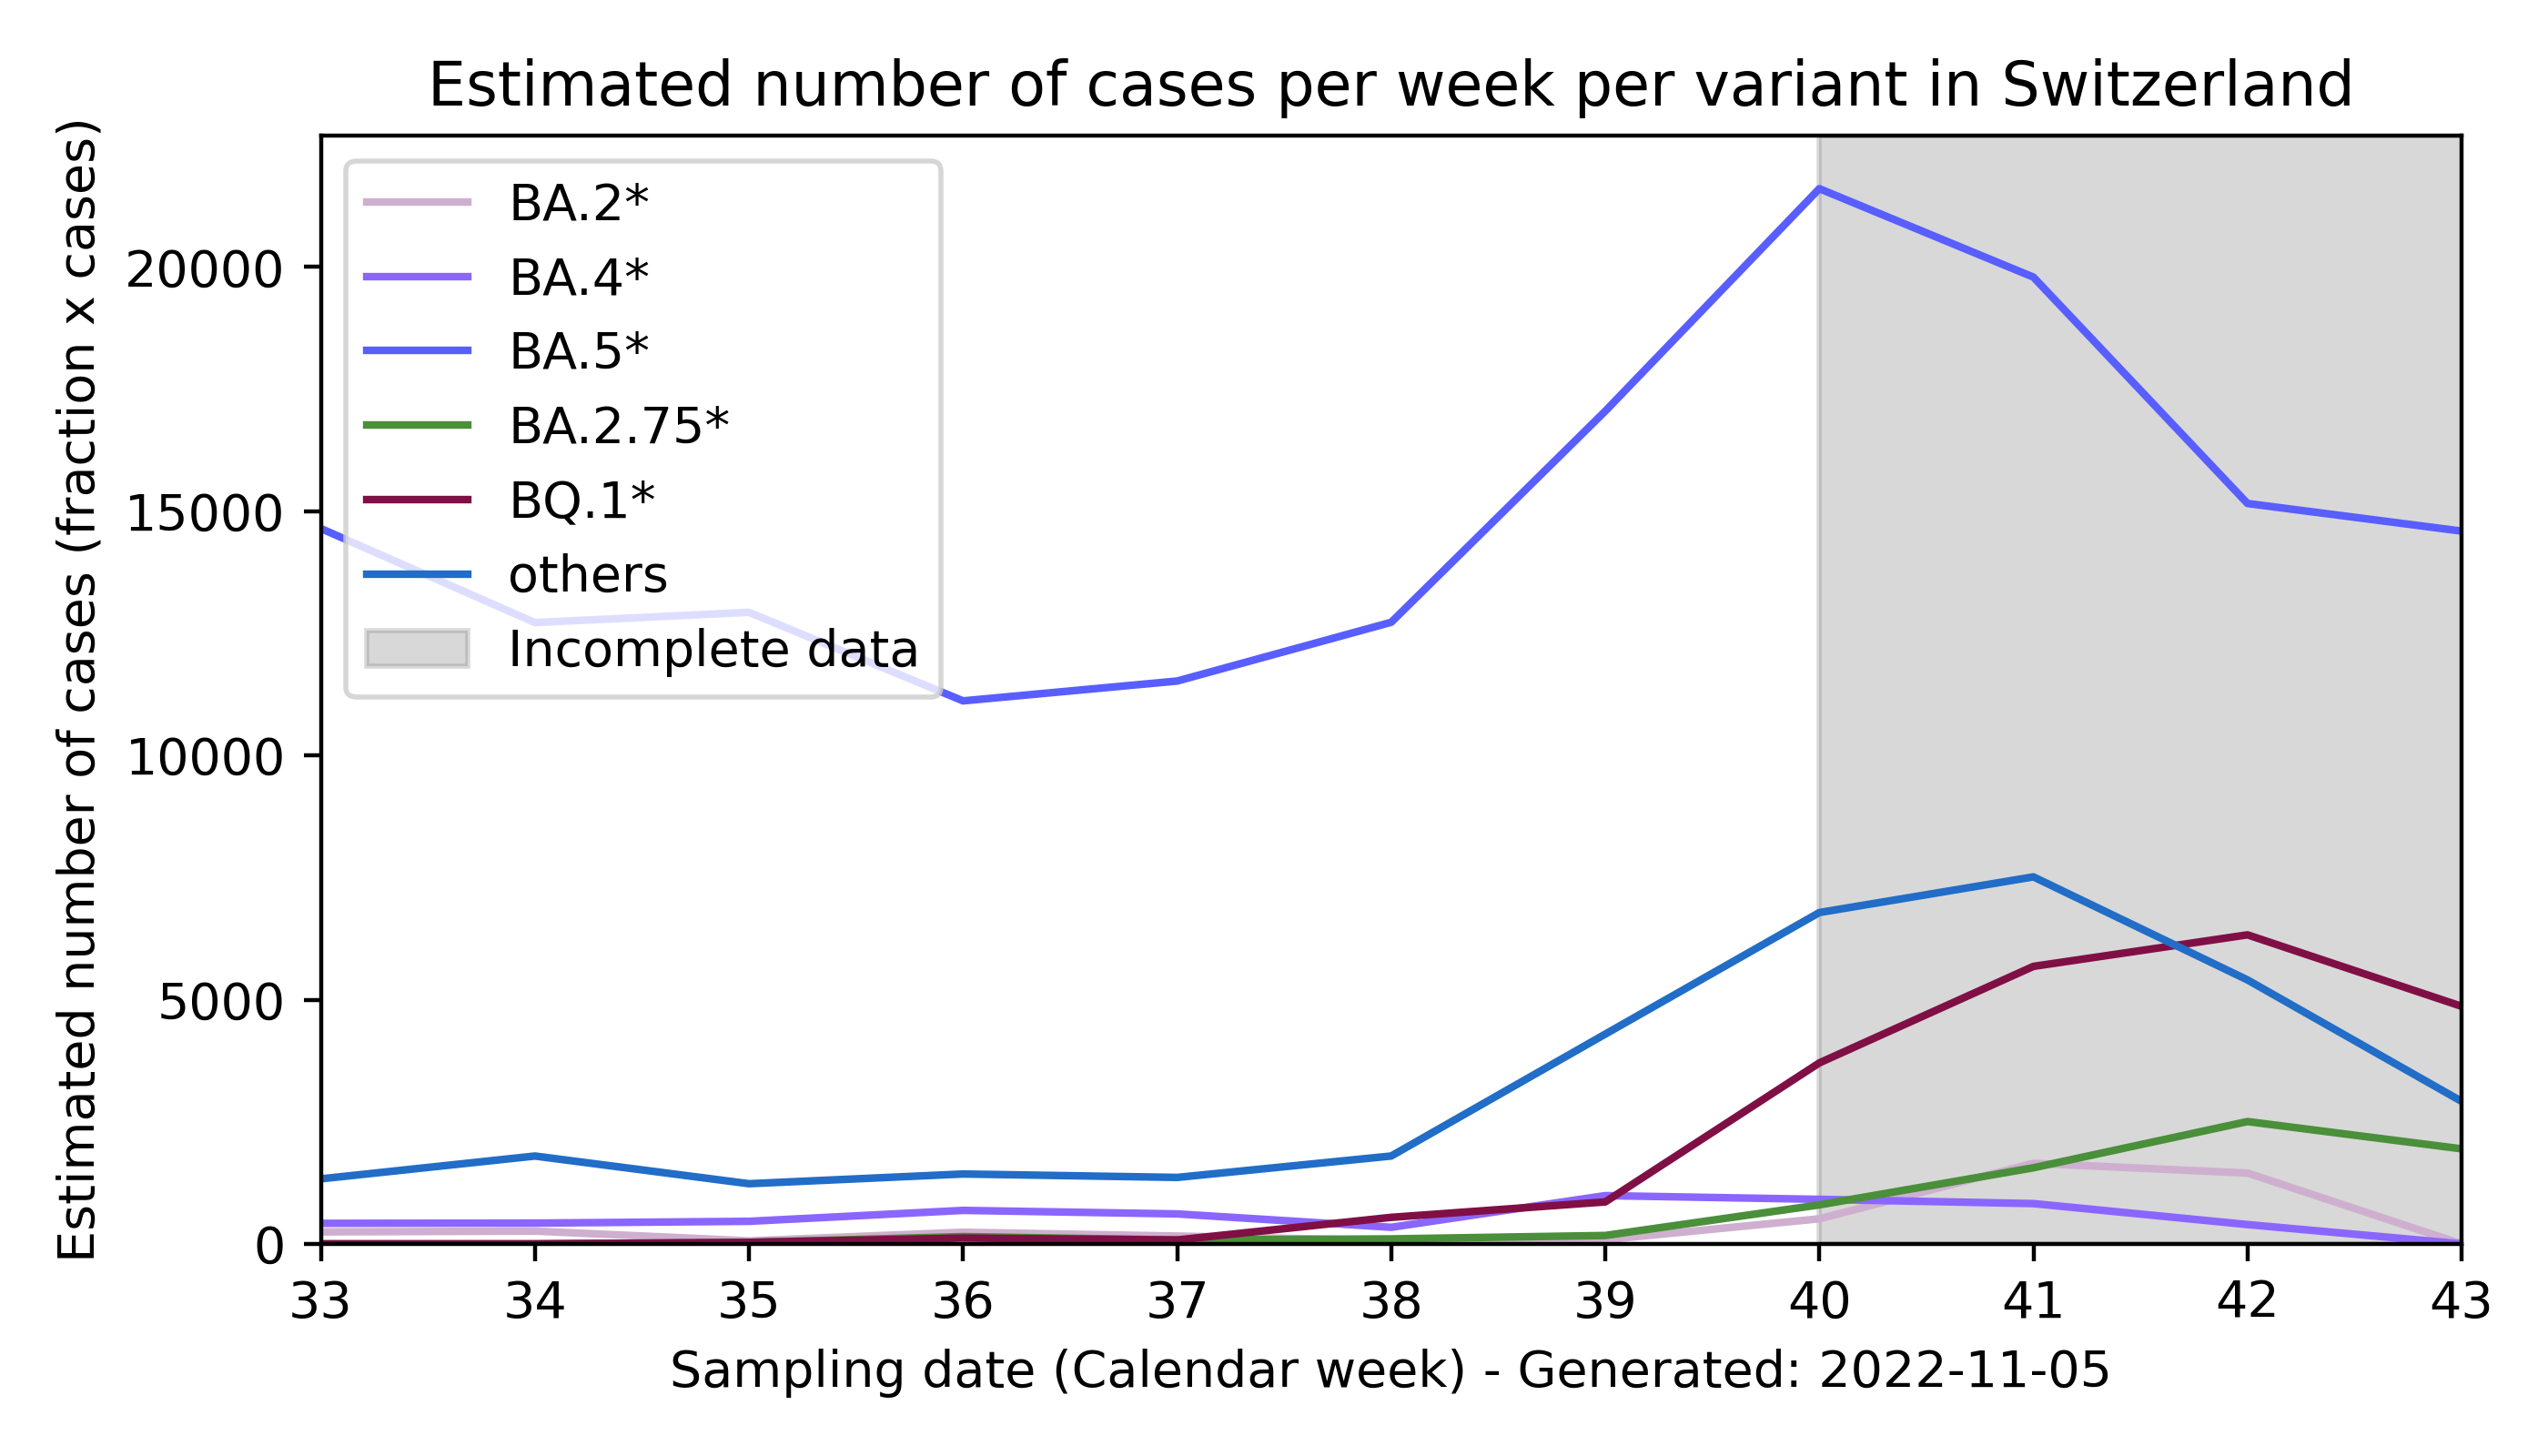 Estimated number of cases per week per variant in Switzerland
Estimated number of cases (fraction x cases)
20000
15000
10000
5000
0
BA.2*
BA.4*
BA.5*
BA.2.75*
BQ.1*
others
Incomplete data
33 34 35 36 37 38 39 40 41 42 43
Sampling date (Calendar week) - Generated: 2022-11-05